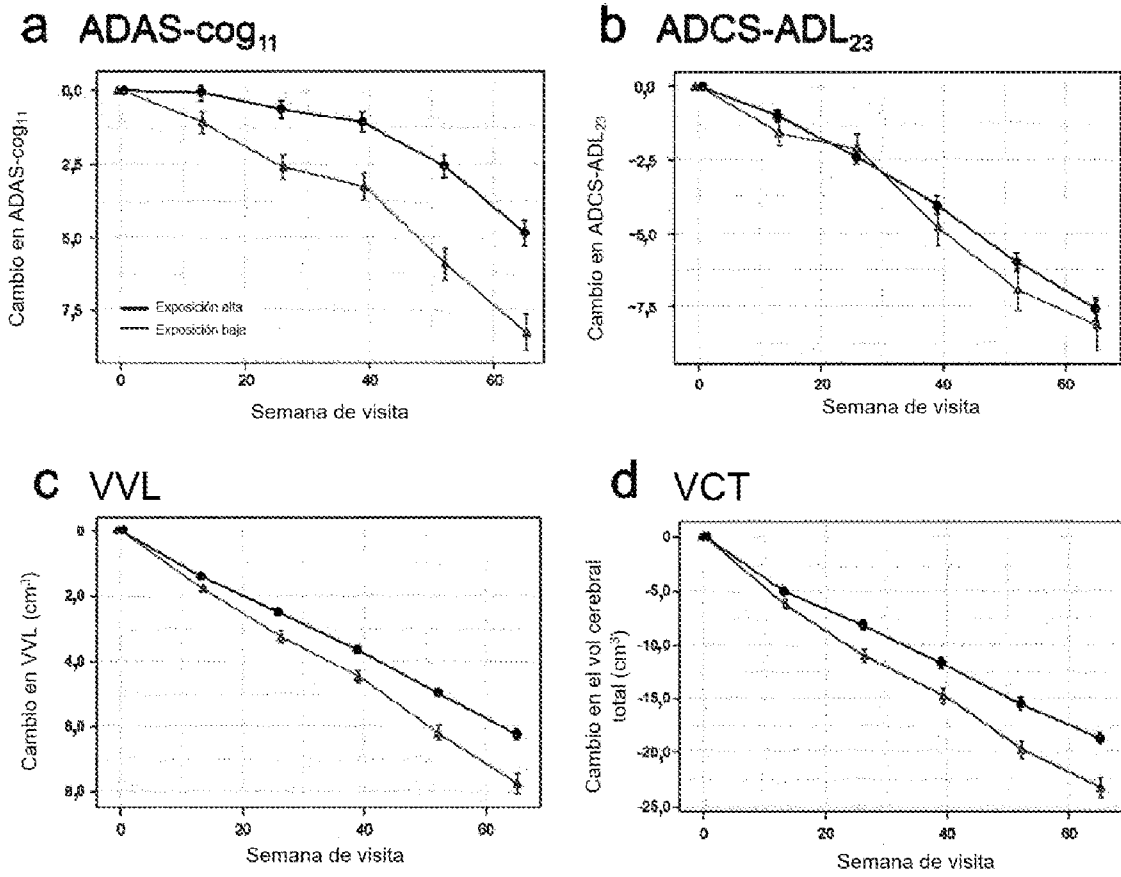 a ADAS-cog11
Cambio en ADAS-cog11
0,0
2,5
5,0
7,5
Exposición alta
Exposición baja
0 20 40 60
Semana de visita
b ADCS-ADL23
Cambio en ADCS-ADL23
0,0
-2,5
-5,0
-7,5
0 20 40 60
Semana de visita
c VVL
Cambio en VVL (cm³)
0
2,0
4,0
6,0
8,0
0 20 40 60
Semana de visita
d VCT
Cambio en el vol cerebral
total (cm³)
0
-5,0
-10,0
-15,0
-20,0
-25,0
0 20 40 60
Semana de visita